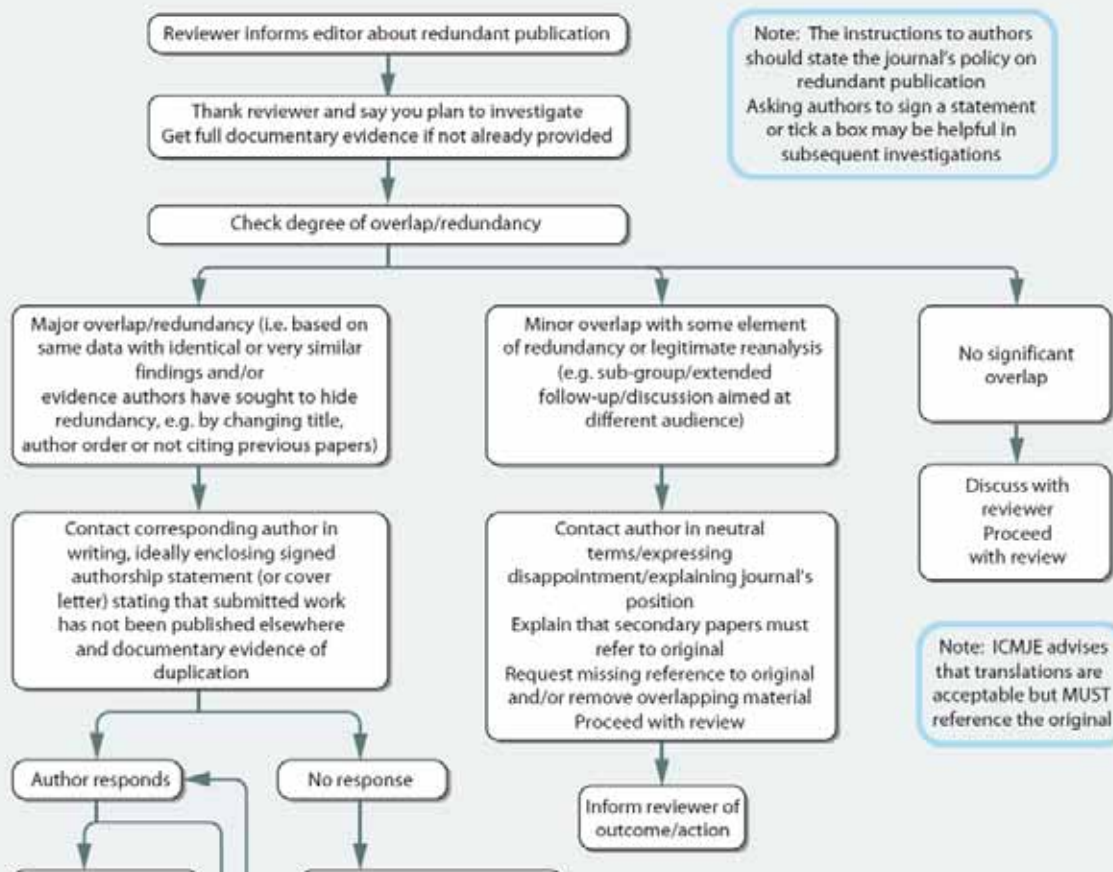 Reviewer informs editor about redundant publication
Note: The instructions to authors
should state the journal's policy on
redundant publication
Asking authors to sign a statement
or tick a box may be helpful in
subsequent investigations
Thank reviewer and say you plan to investigate
Get full documentary evidence if not already provided
Check degree of overlap/redundancy
Major overlap/redundancy (i.e. based on
same data with identical or very similar
findings and/or
evidence authors have sought to hide
redundancy, e.g. by changing title,
author order or not citing previous papers)
Minor overlap with some element
of redundancy or legitimate reanalysis
(e.g. sub-group/extended
follow-up/discussion aimed at
different audience)
No significant
overlap
Contact corresponding author in
writing, ideally enclosing signed
authorship statement (or cover
letter) stating that submitted work
has not been published elsewhere
and documentary evidence of
duplication
Contact author in neutral
terms/expressing
disappointment/explaining journal's
position
Explain that secondary papers must
refer to original
Request missing reference to original
and/or remove overlapping material
Proceed with review
Discuss with
reviewer
Proceed
with review
Note: ICMJE advises
that translations are
acceptable but MUST
reference the original
Author responds
No response
Inform reviewer of
outcome/action